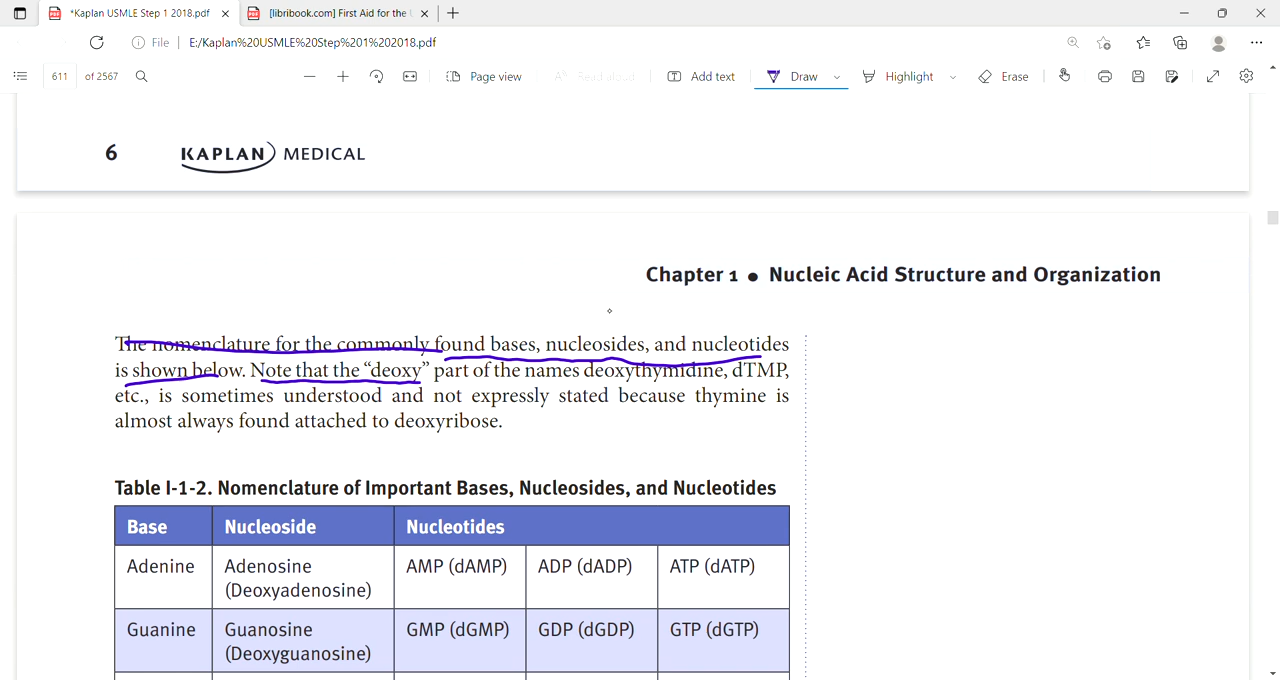 *Kaplan USMLE Step 1 2018.pdf
[libribook.com] First Aid for the
File E:/Kaplan%20USMLE%20Step%201%202018.pdf
611 of 2567 Page view Read aloud Add text Draw Highlight Erase
6 KAPLAN MEDICAL
Chapter 1 ● Nucleic Acid Structure and Organization
The nomenclature for the commonly found bases, nucleosides, and nucleotides
is shown below. Note that the “deoxy” part of the names deoxythymidine, dTMP,
etc., is sometimes understood and not expressly stated because thymine is
almost always found attached to deoxyribose.
Table I-1-2. Nomenclature of Important Bases, Nucleosides, and Nucleotides
Base Nucleoside Nucleotides
Adenine Adenosine AMP (dAMP) ADP (dADP) ATP (dATP)
(Deoxyadenosine)
Guanine Guanosine GMP (dGMP) GDP (dGDP) GTP (dGTP)
(Deoxyguanosine)